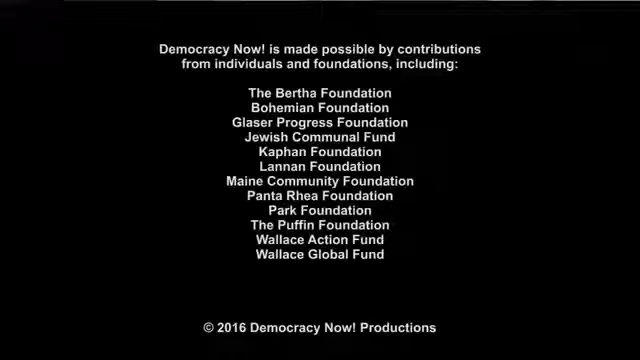 Democracy Now! is made possible by contributions
from individuals and foundations, including:
The Bertha Foundation
Bohemian Foundation
Glaser Progress Foundation
Jewish Communal Fund
Kaphan Foundation
Lannan Foundation
Maine Community Foundation
Panta Rhea Foundation
Park Foundation
The Puffin Foundation
Wallace Action Fund
Wallace Global Fund
© 2016 Democracy Now! Productions